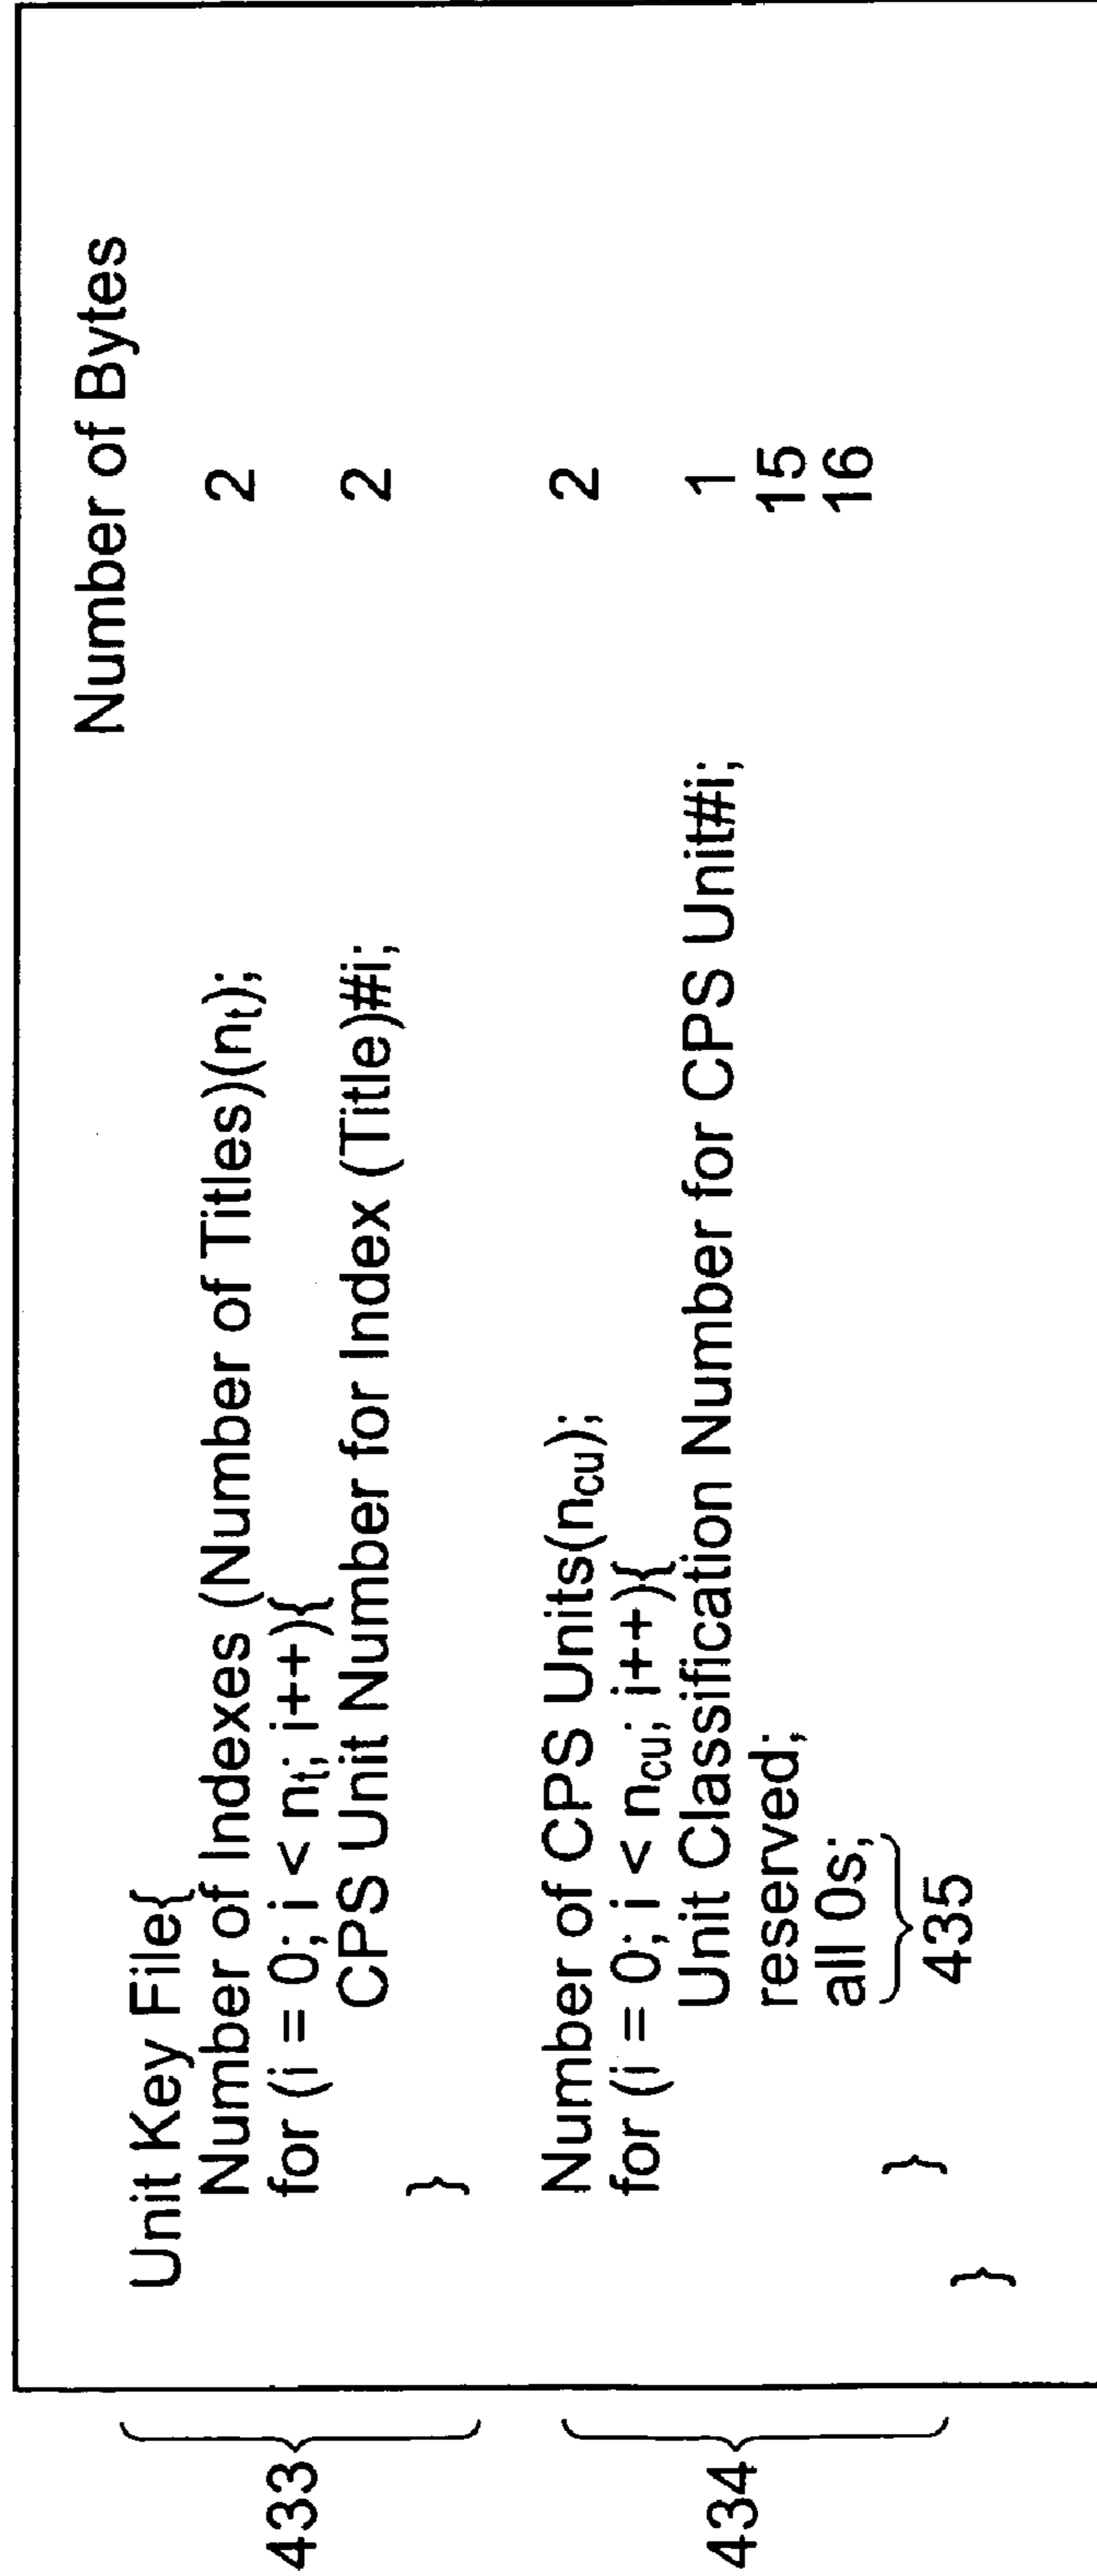 Number of Bytes
Unit Key File{
Number of Indexes (Number of Titles)(nt); 2
for (i = 0; i < nt; i++){
CPS Unit Number for Index (Title)#i; 2
}
433
Number of CPS Units(ncu); 2
for (i = 0; i < ncu; i++){
Unit Classification Number for CPS Unit#i; 1
reserved; 15
all 0s; 16
}
434
435
}